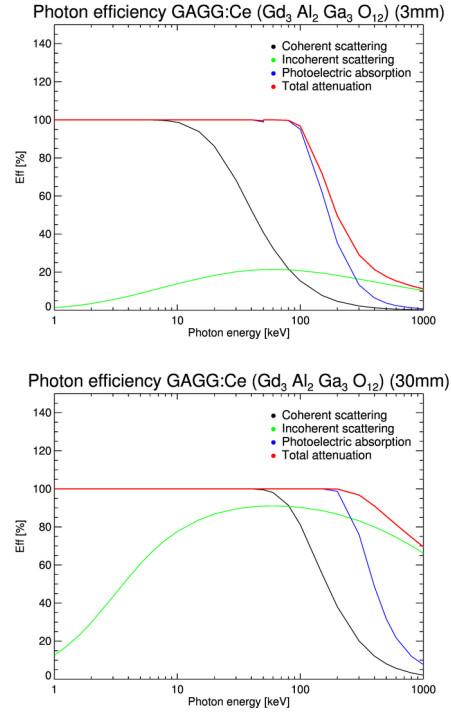 Photon efficiency GAGG:Ce (Gd₃ Al₂ Ga₃ O₁₂) (3mm)
140
120
100
80
60
40
20
0
Eff [%]
Coherent scattering
Incoherent scattering
Photoelectric absorption
Total attenuation
1 10 100 1000
Photon energy [keV]
Photon efficiency GAGG:Ce (Gd₃ Al₂ Ga₃ O₁₂) (30mm)
140
120
100
80
60
40
20
0
Eff [%]
Coherent scattering
Incoherent scattering
Photoelectric absorption
Total attenuation
1 10 100 1000
Photon energy [keV]